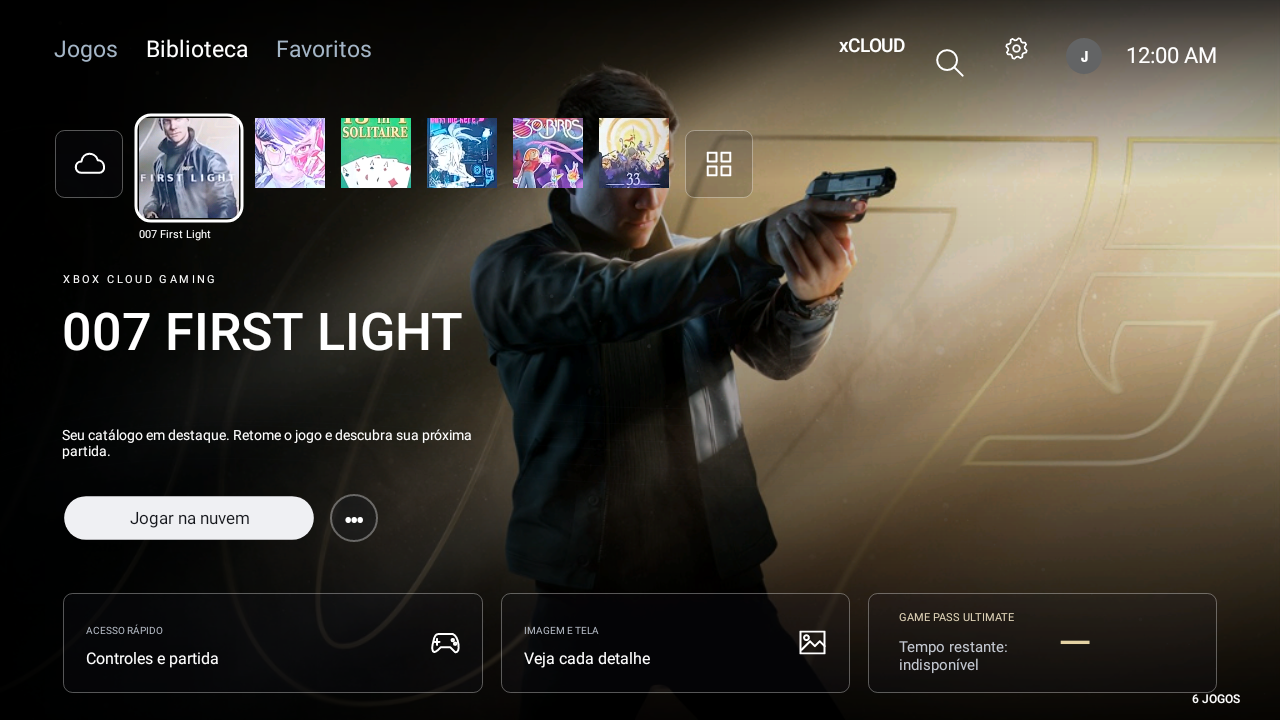 Jogos Biblioteca Favoritos xCLOUD J 12:00 AM
FIRST LIGHT
SOLITAIRE
30 BIRDS
33
007 First Light
XBOX CLOUD GAMING
007 FIRST LIGHT
Seu catálogo em destaque. Retome o jogo e descubra sua próxima
partida.
Jogar na nuvem
ACESSO RÁPIDO
Controles e partida
IMAGEM E TELA
Veja cada detalhe
GAME PASS ULTIMATE
Tempo restante:
indisponível
6 JOGOS